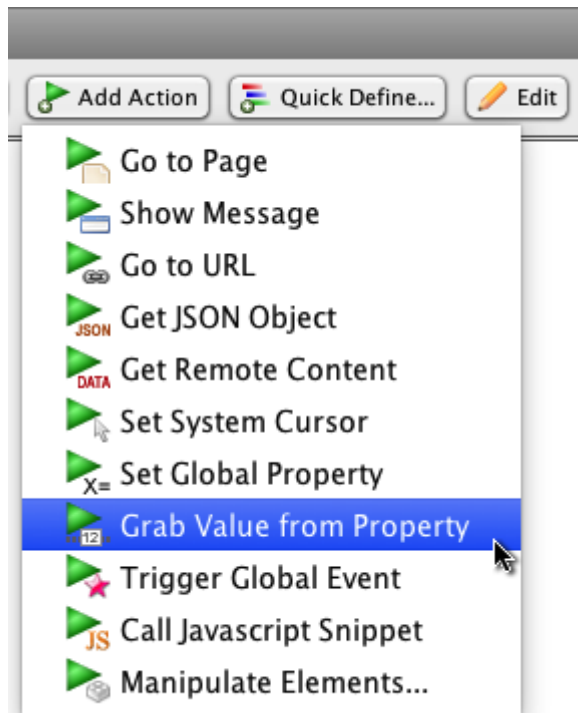 Add Action Quick Define... Edit
Go to Page
Show Message
Go to URL
JSON Get JSON Object
DATA Get Remote Content
Set System Cursor
X= Set Global Property
12 Grab Value from Property
Trigger Global Event
JS Call Javascript Snippet
Manipulate Elements...